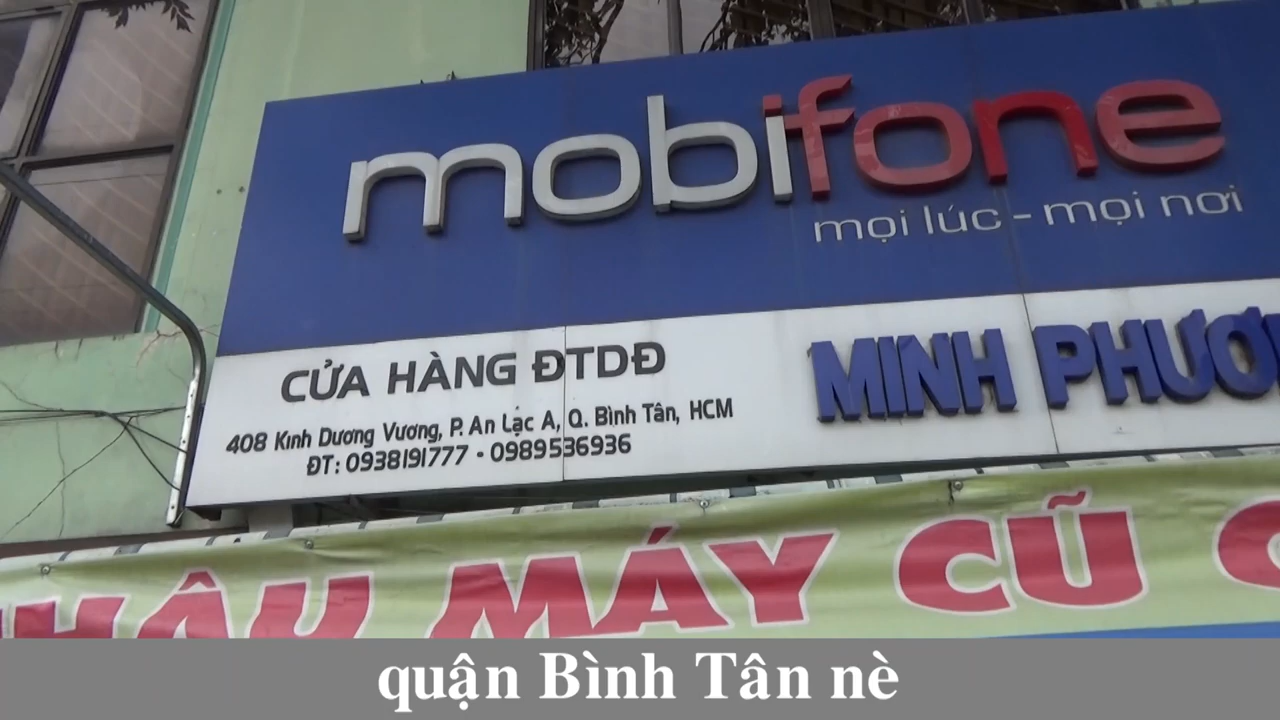 mobifone
mọi lúc - mọi nơi
CỬA HÀNG ĐTDĐ
408 Kinh Dương Vương, P. An Lạc A, Q. Bình Tân, HCM
ĐT: 0938191777 - 0989536936
MINH
MÁY CŨ
quận Bình Tân nè